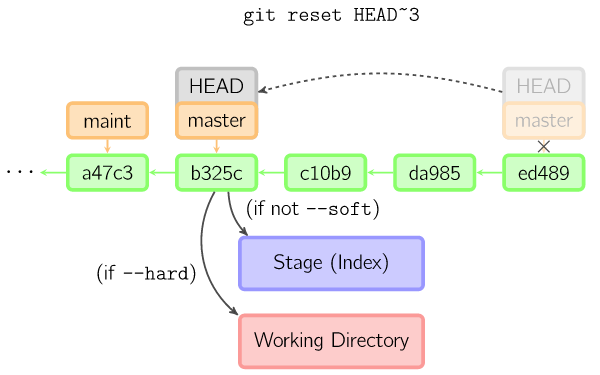 git reset HEAD~3
HEAD
HEAD
maint
master
master
...
a47c3
b325c
c10b9
da985
ed489
(if not --soft)
Stage (Index)
(if --hard)
Working Directory